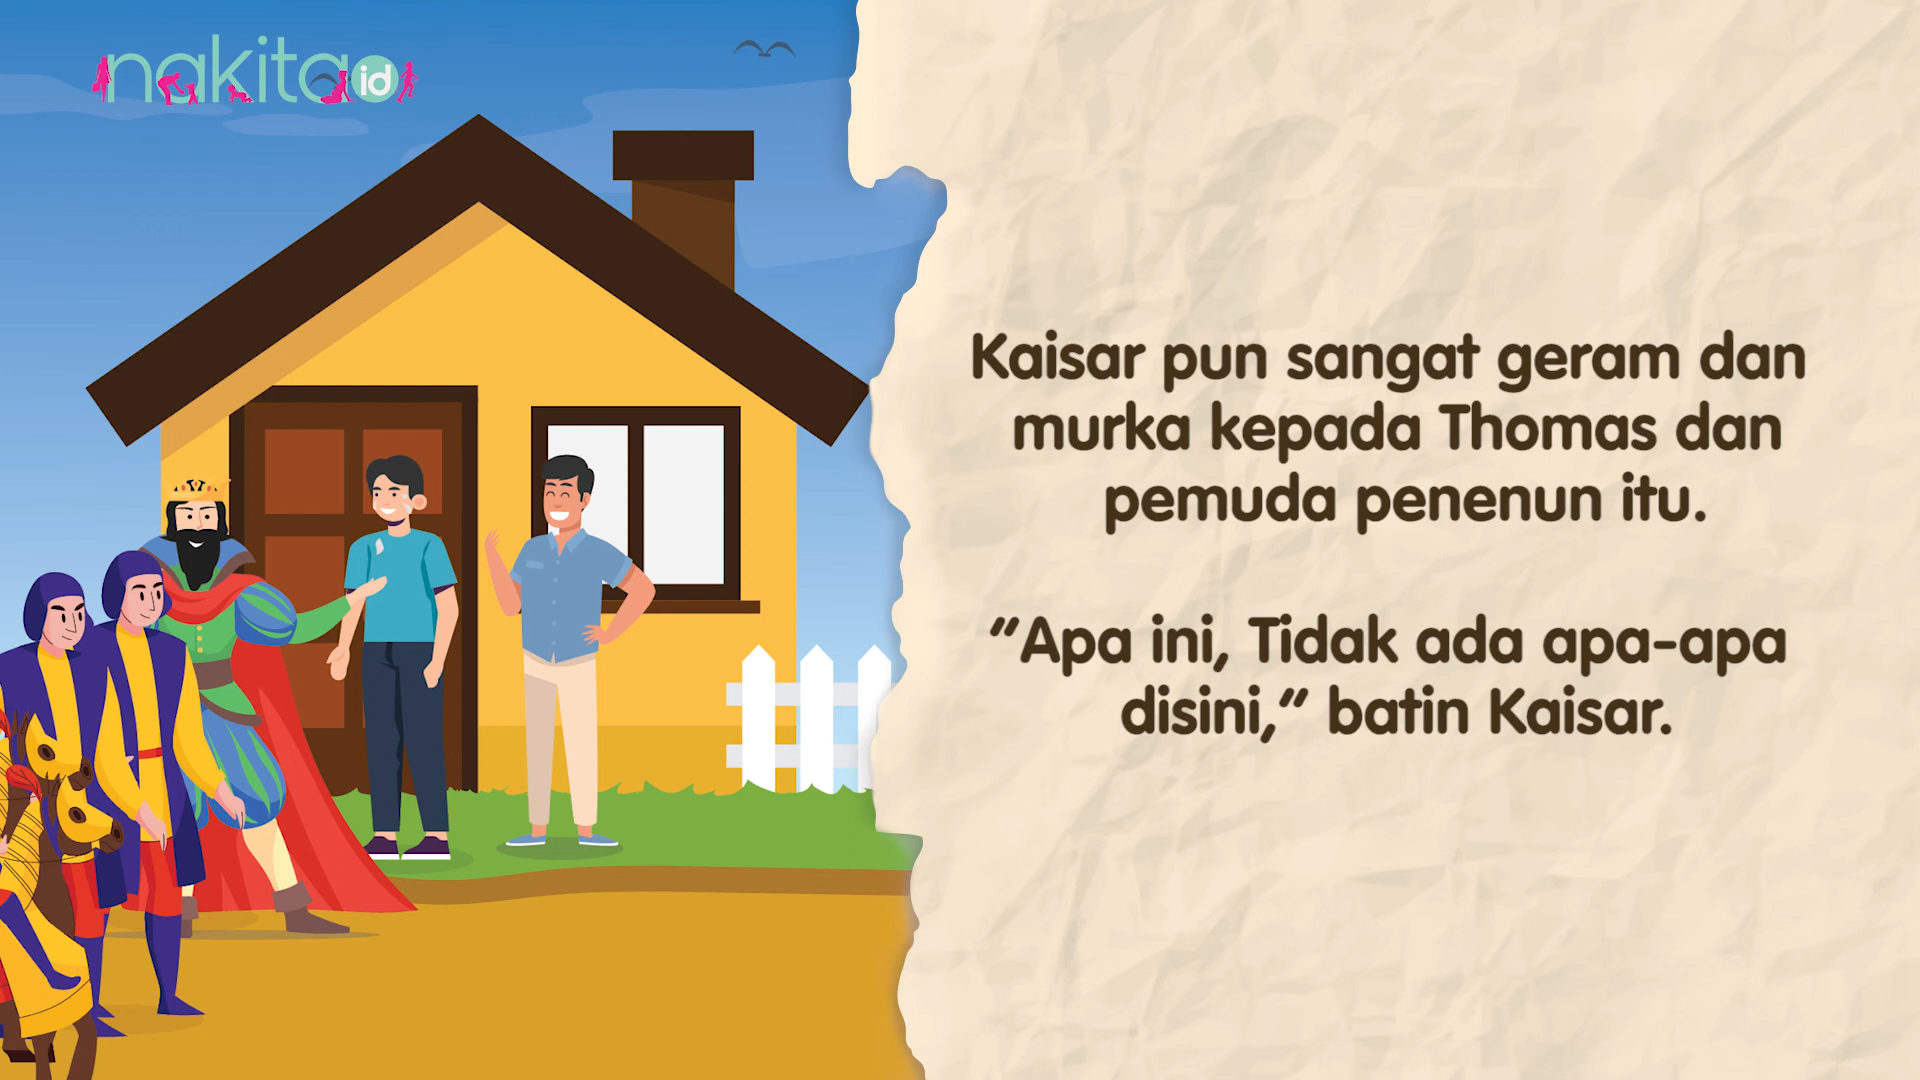 nakita id
Kaisar pun sangat geram dan
murka kepada Thomas dan
pemuda penenun itu.
"Apa ini, Tidak ada apa-apa
disini," batin Kaisar.